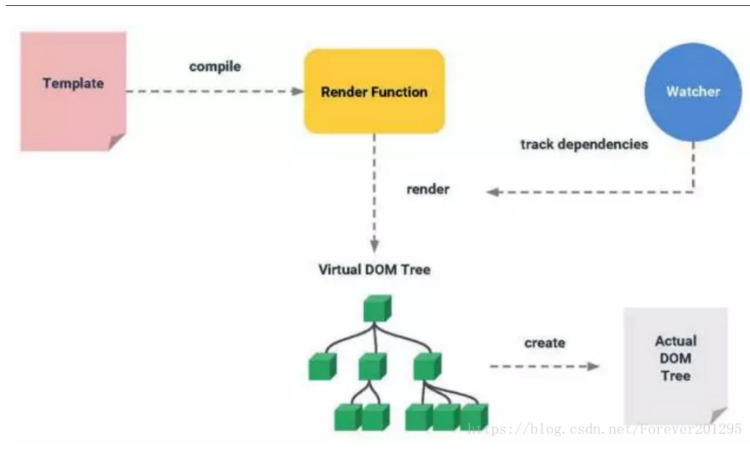 Template
compile
Render Function
Watcher
track dependencies
render
Virtual DOM Tree
create
Actual
DOM
Tree
https://blog.csdn.net/Forever201295